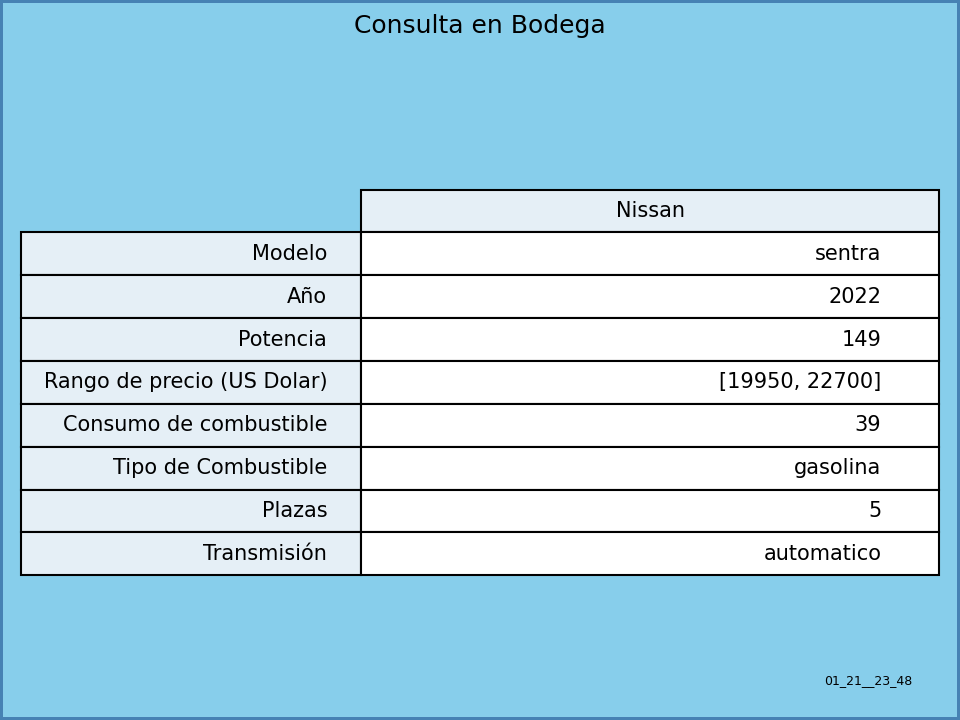 Consulta en Bodega
Nissan
Modelo sentra
Año 2022
Potencia 149
Rango de precio (US Dolar) [19950, 22700]
Consumo de combustible 39
Tipo de Combustible gasolina
Plazas 5
Transmisión automatico
01_21__23_48